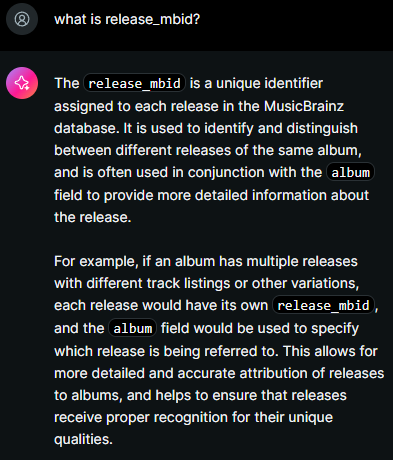 what is release_mbid?
The release_mbid is a unique identifier
assigned to each release in the MusicBrainz
database. It is used to identify and distinguish
between different releases of the same album,
and is often used in conjunction with the album
field to provide more detailed information about
the release.
For example, if an album has multiple releases
with different track listings or other variations,
each release would have its own release_mbid,
and the album field would be used to specify
which release is being referred to. This allows for
more detailed and accurate attribution of releases
to albums, and helps to ensure that releases
receive proper recognition for their unique
qualities.